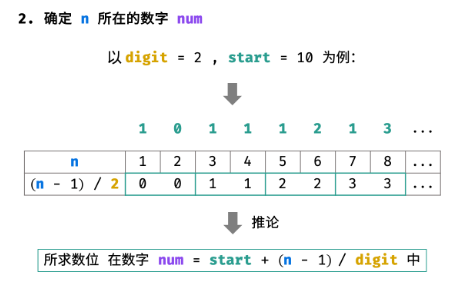 2. 确定 n 所在的数字 num
以 digit = 2 , start = 10 为例：
1 0 1 1 1 2 1 3 ...
n 1 2 3 4 5 6 7 8 ...
(n - 1) / 2 0 0 1 1 2 2 3 3 ...
推论
所求数位 在数字 num = start + (n - 1) / digit 中